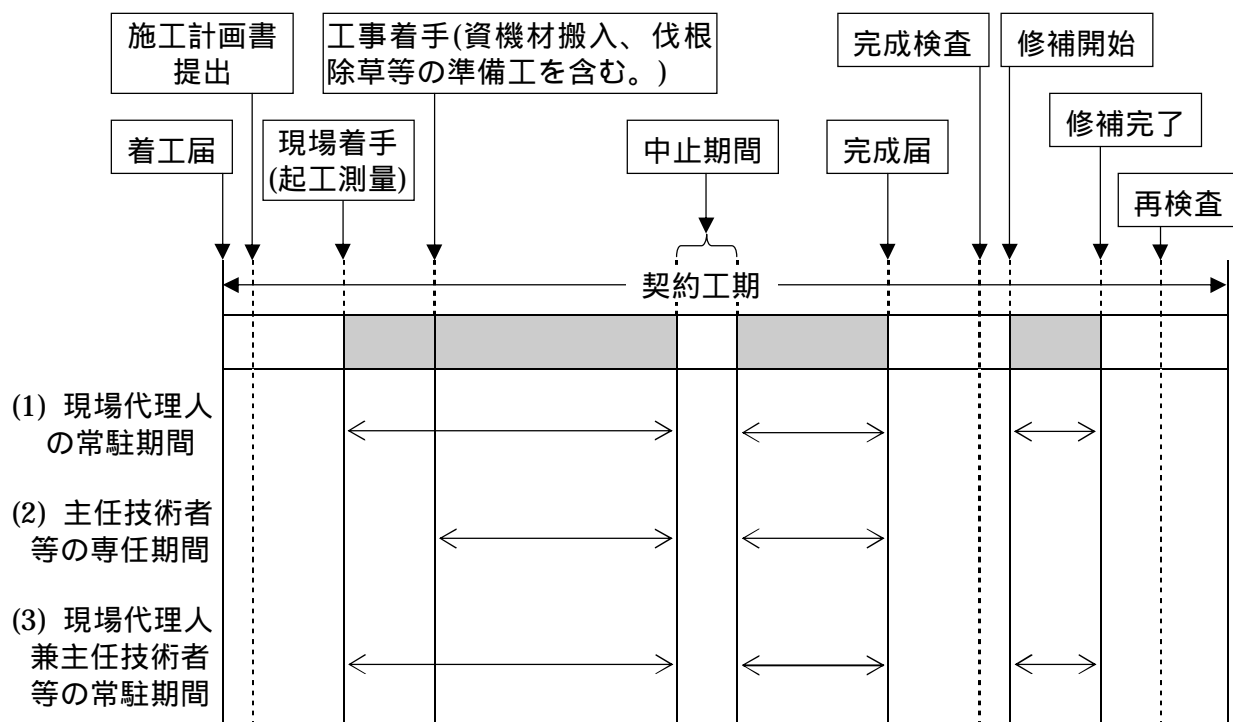 施工計画書
提出
工事着手(資機材搬入、伐根
除草等の準備工を含む。)
完成検査
修補開始
着工届
現場着手
(起工測量)
中止期間
完成届
修補完了
再検査
契約工期
(1) 現場代理人
の常駐期間
(2) 主任技術者
等の専任期間
(3) 現場代理人
兼主任技術者
等の常駐期間